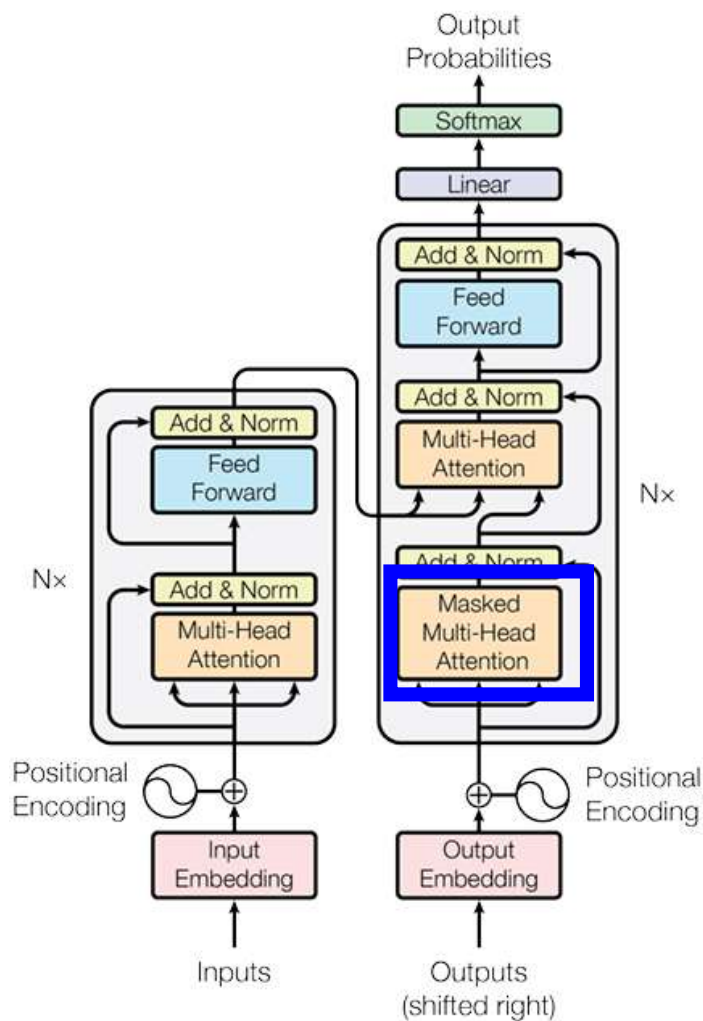 Output
Probabilities
Softmax
Linear
Add & Norm
Feed
Forward
Add & Norm
Multi-Head
Attention
Nx
Add & Norm
Masked
Multi-Head
Attention
Add & Norm
Feed
Forward
Nx
Add & Norm
Multi-Head
Attention
Positional
Encoding
Positional
Encoding
Input
Embedding
Output
Embedding
Inputs
Outputs
(shifted right)